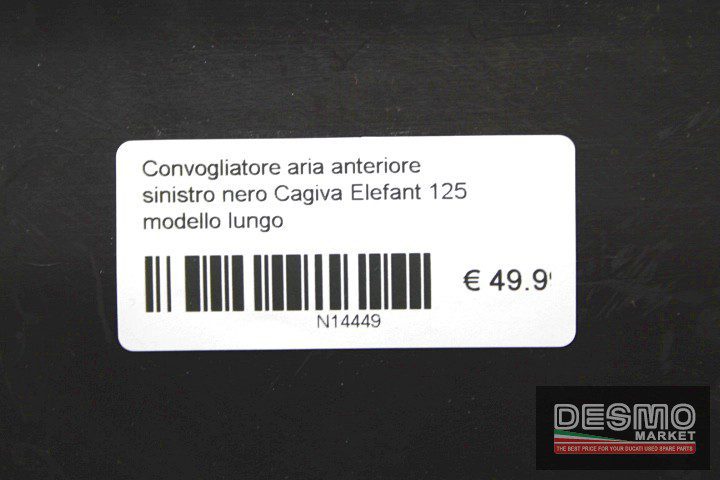 Convogliatore aria anteriore
sinistro nero Cagiva Elefant 125
modello lungo
€ 49.9
N14449
DESMO
MARKET
THE BEST PRICE FOR YOUR DUCATI USED SPARE PARTS